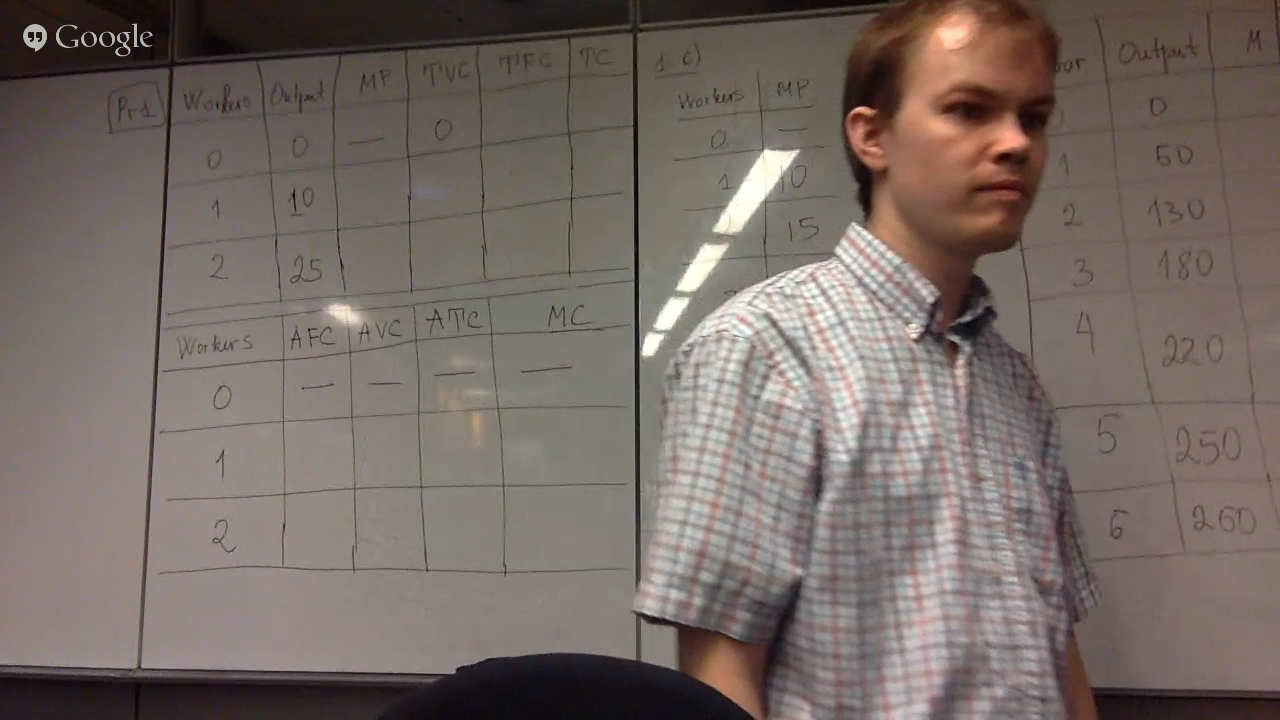 Google
Pr 1
Workers Output MP TVC TFC TC
0 0 — 0
1 10
2 25
Workers AFC AVC ATC MC
0 — — — —
1
2
1 c)
Workers MP
0 —
1 10
15
Output M
0
1 50
2 130
3 180
4 220
5 250
6 260